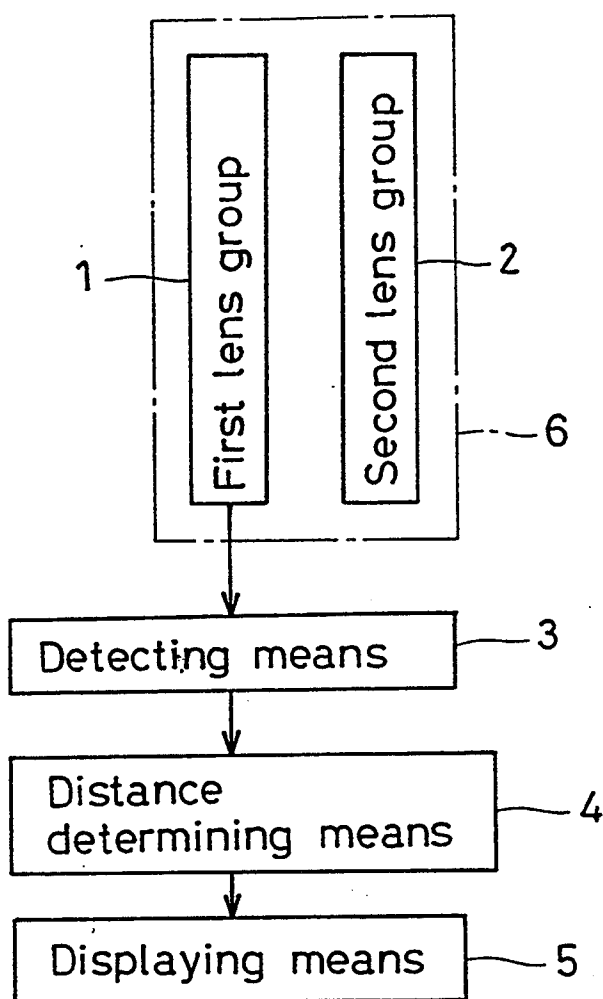 1
First lens group
Second lens group
2
6
Detecting means
3
Distance
determining means
4
Displaying means
5